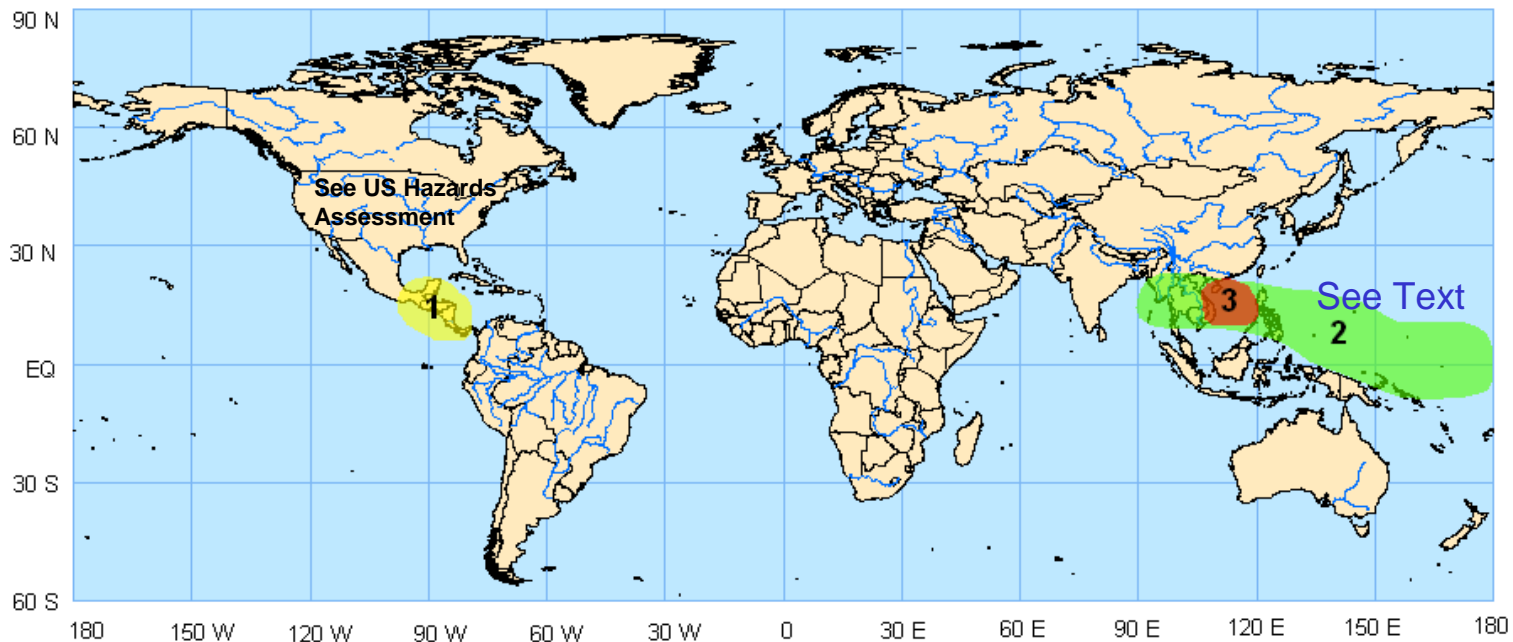 90 N
60 N
See US Hazards
Assessment
30 N
1
3
See Text
2
EQ
30 S
60 S
180 150 W 120 W 90 W 60 W 30 W 0 30 E 60 E 90 E 120 E 150 E 180